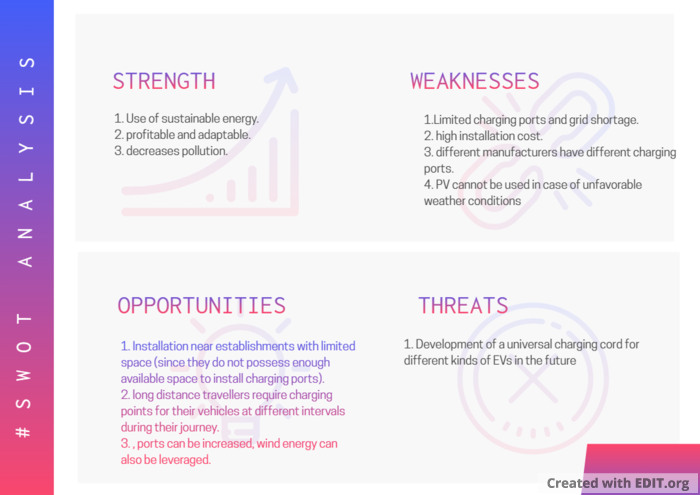 #SWOT ANALYSIS
STRENGTH
1. Use of sustainable energy.
2. profitable and adaptable.
3. decreases pollution.
WEAKNESSES
1.Limited charging ports and grid shortage.
2. high installation cost.
3. different manufacturers have different charging
ports.
4. PV cannot be used in case of unfavorable
weather conditions
OPPORTUNITIES
1. Installation near establishments with limited
space (since they do not possess enough
available space to install charging ports).
2. long distance travellers require charging
points for their vehicles at different intervals
during their journey.
3. , ports can be increased, wind energy can
also be leveraged.
THREATS
1. Development of a universal charging cord for
different kinds of EVs in the future
Created with EDIT.org